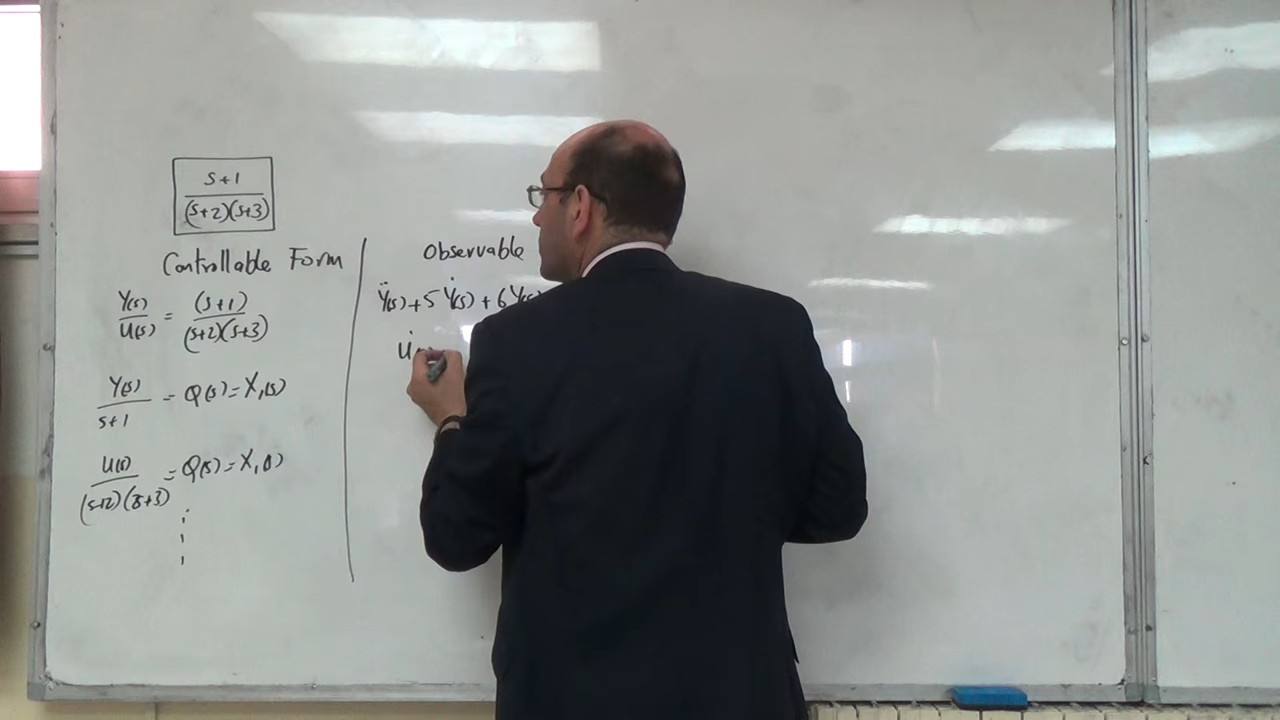 s+1
(s+2)(s+3)
Controllable Form
Y(s) / U(s) = (s+1) / (s+2)(s+3)
Y(s) / s+1 = Q(s) = X₁(s)
U(s) / (s+2)(s+3) = Q(s) = X₁(s)
Observable
Ÿ(s) + 5Ẏ(s) + 6Y(s)
U̇